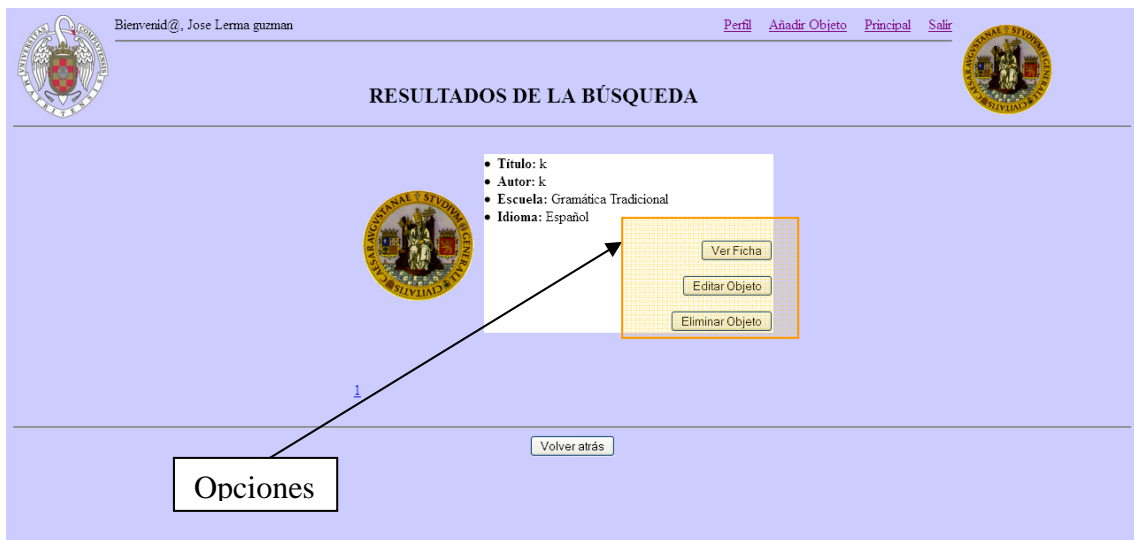 Bienvenid@, Jose Lerma guzman
Perfil Añadir Objeto Principal Salir
RESULTADOS DE LA BÚSQUEDA
• Título: k
• Autor: k
• Escuela: Gramática Tradicional
• Idioma: Español
Ver Ficha
Editar Objeto
Eliminar Objeto
1
Volver atrás
Opciones